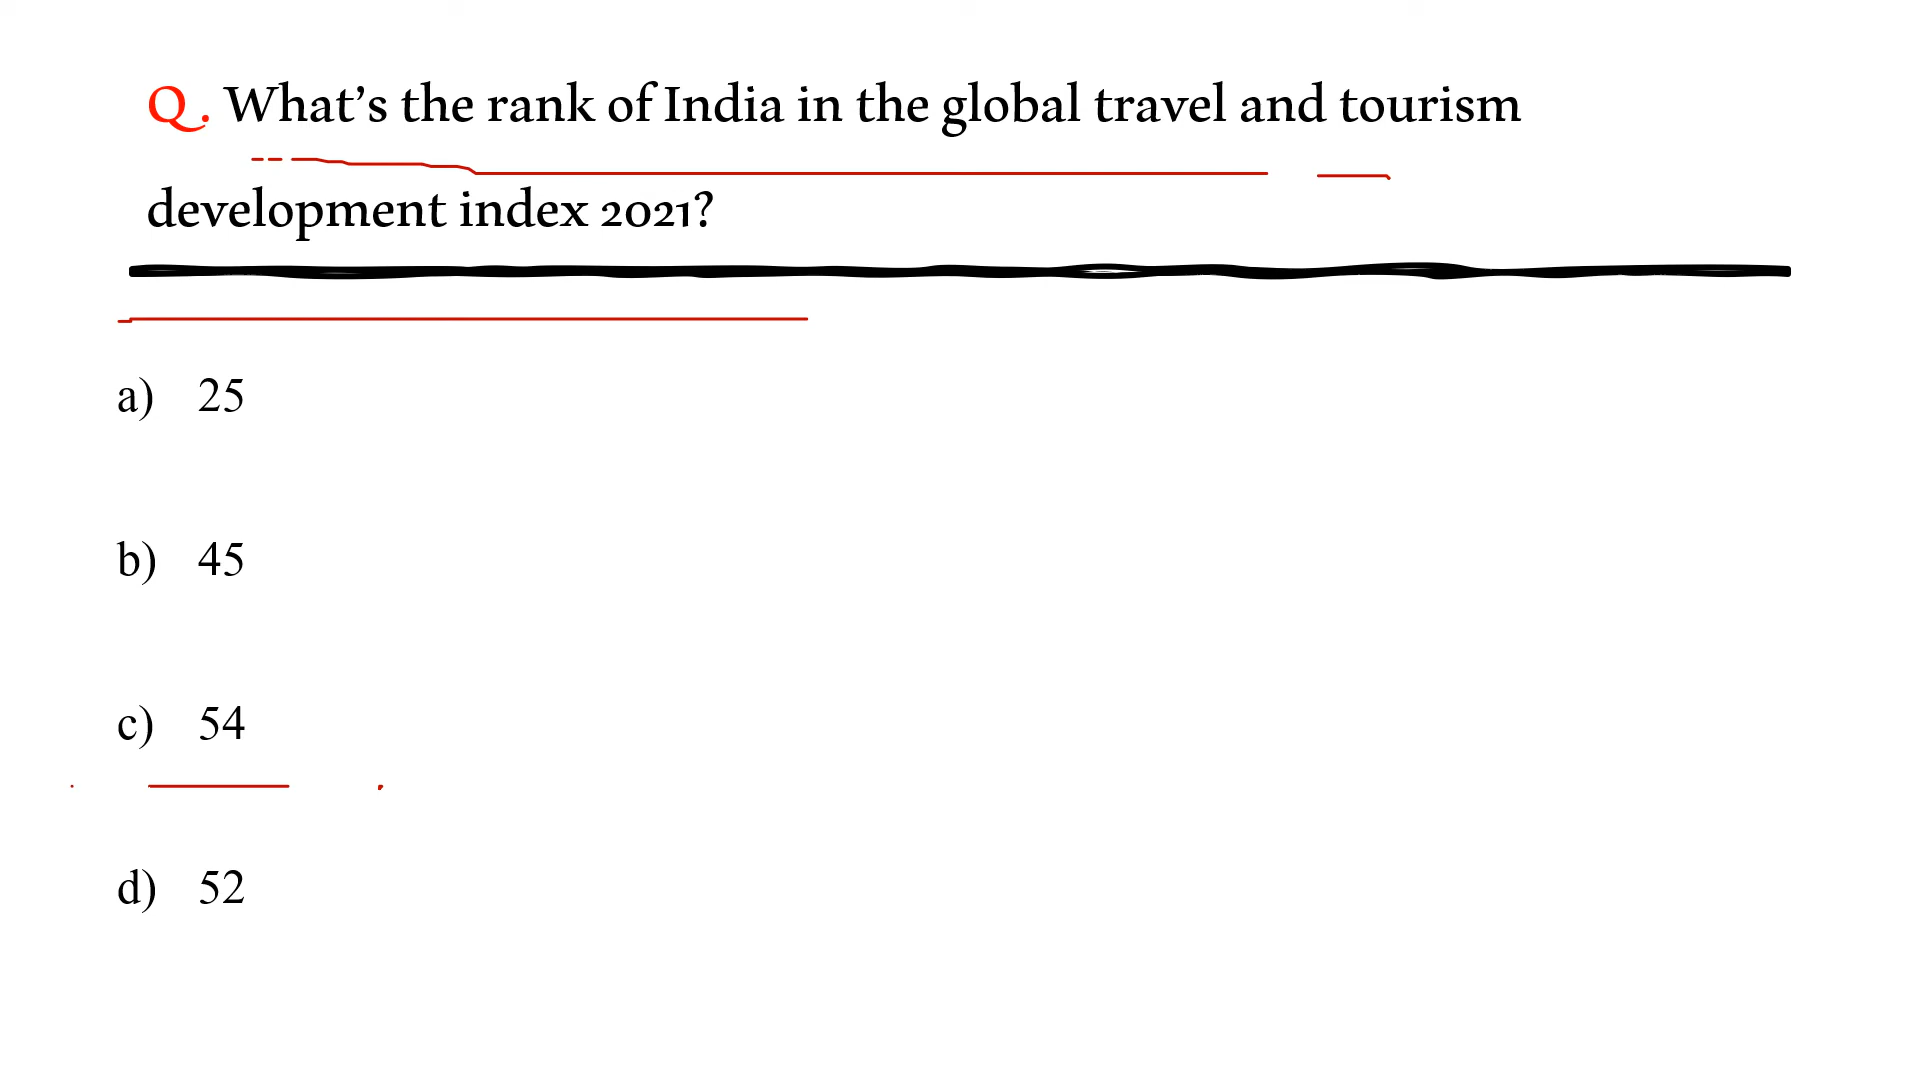 Q. What’s the rank of India in the global travel and tourism
development index 2021?
a) 25
b) 45
c) 54
d) 52